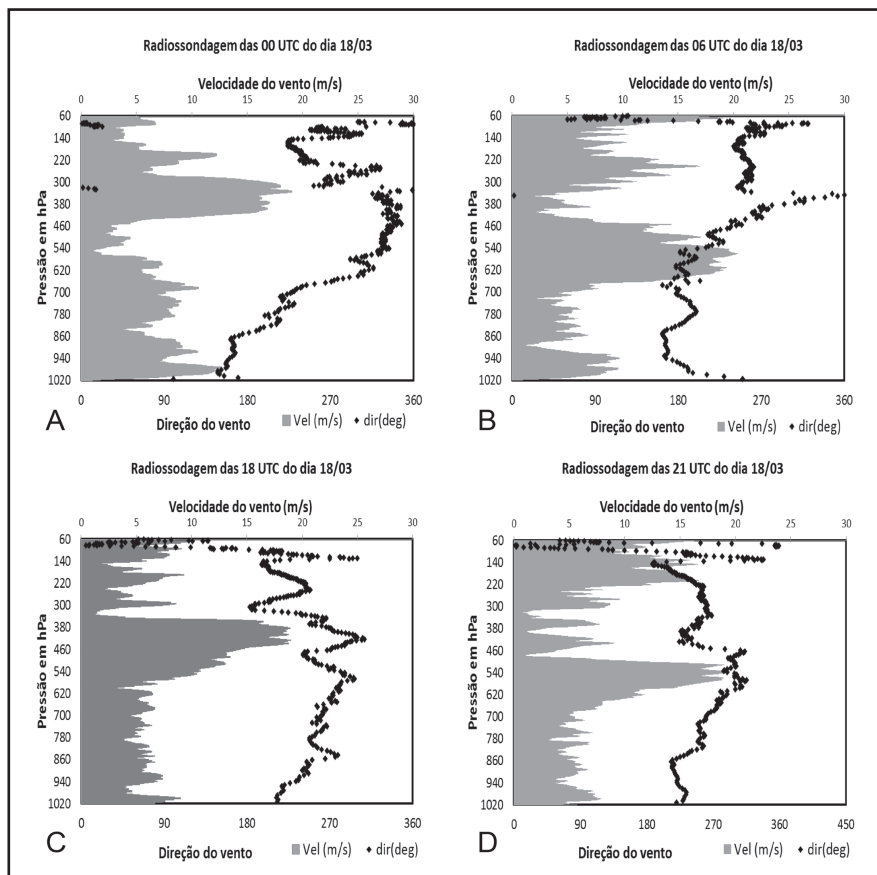 Radiossondagem das 00 UTC do dia 18/03
Velocidade do vento (m/s)
0 5 10 15 20 25 30
Pressão em hPa
60
140
220
300
380
460
540
620
700
780
860
940
1020
0 90 180 270 360
A
Direção do vento
Vel (m/s) dir(deg)
Radiossondagem das 06 UTC do dia 18/03
Velocidade do vento (m/s)
0 5 10 15 20 25 30
Pressão em hPa
60
140
220
300
380
460
540
620
700
780
860
940
1020
0 90 180 270 360
B
Direção do vento
Vel (m/s) dir(deg)
Radiossodagem das 18 UTC do dia 18/03
Velocidade do vento (m/s)
0 5 10 15 20 25 30
Pressão em hPa
60
140
220
300
380
460
540
620
700
780
860
940
1020
0 90 180 270 360
C
Direção do vento
Vel (m/s) dir(deg)
Radiossodagem das 21 UTC do dia 18/03
Velocidade do vento (m/s)
0 5 10 15 20 25 30
Pressão em hPa
60
140
220
300
380
460
540
620
700
780
860
940
1020
0 90 180 270 360 450
D
Direção do vento
Vel (m/s) dir(deg)